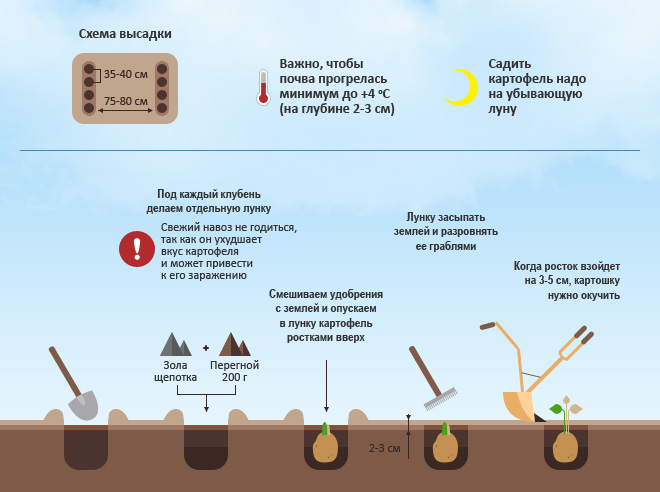 Схема высадки
35-40 см
75-80 см
Важно, чтобы
почва прогрелась
минимум до +4 °С
(на глубине 2-3 см)
Садить
картофель надо
на убывающую
луну
Под каждый клубень
делаем отдельную лунку
Свежий навоз не годиться,
так как он ухудшает
вкус картофеля
и может привести
к его заражению
Зола
щепотка
+
Перегной
200 г
Смешиваем удобрения
с землей и опускаем
в лунку картофель
ростками вверх
Лунку засыпать
землей и разровнять
ее граблями
2-3 см
Когда росток взойдет
на 3-5 см, картошку
нужно окучить